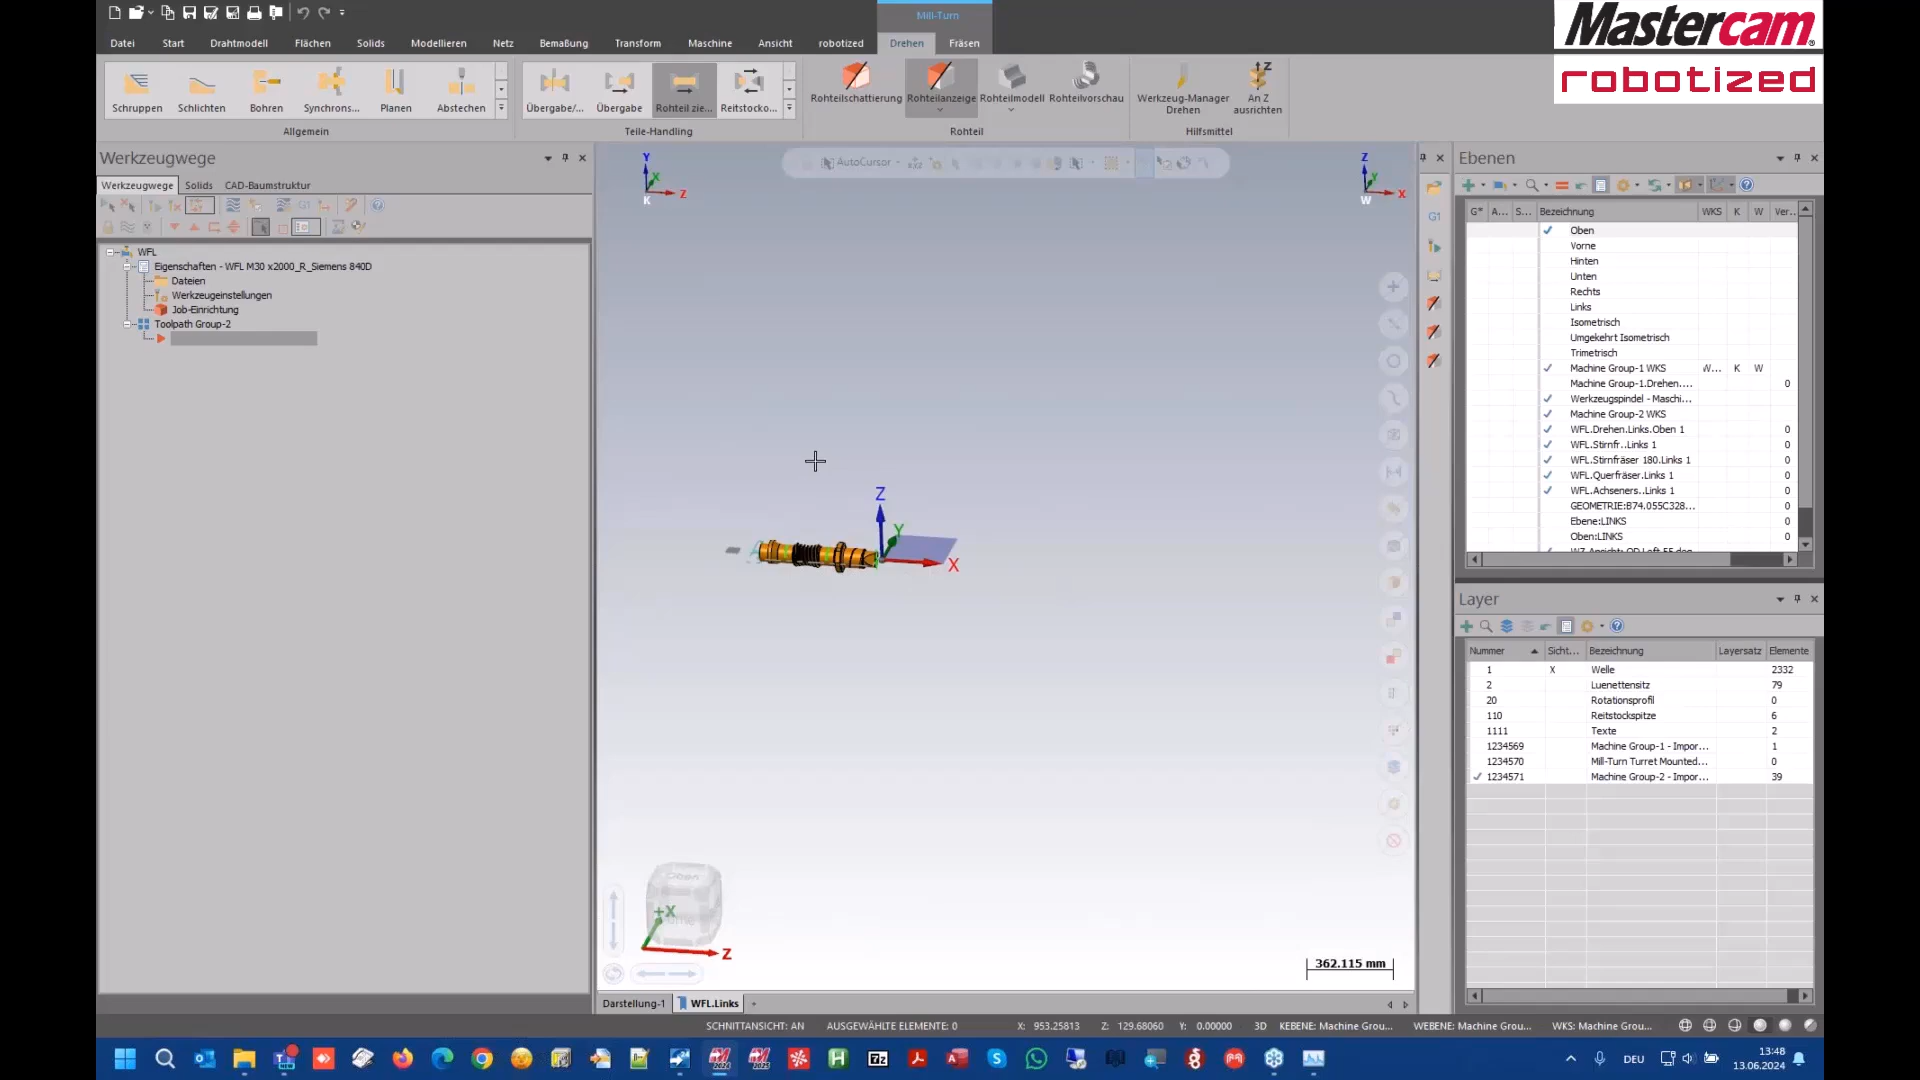 Mill-Turn
Mastercam
robotized
Datei Start Drahtmodell Flächen Solids Modellieren Netz Bemaßung Transform Maschine Ansicht robotized Drehen Fräsen
Schruppen Schlichten Bohren Synchrons... Planen Abstechen
Übergabe/... Übergabe Rohteil zie... Reitstocko...
Rohteilschattierung Rohteilanzeige Rohteilmodell Rohteilvorschau
Werkzeug-Manager Drehen
An Z ausrichten
Allgemein Teile-Handling Rohteil Hilfsmittel
Werkzeugwege
Werkzeugwege Solids CAD-Baumstruktur
WFL
Eigenschaften - WFL M30 x2000_R_Siemens 840D
Dateien
Werkzeugeinstellungen
Job-Einrichtung
Toolpath Group-2
AutoCursor
Y X Z K
Z Y X W
Z
Y
X
+X
Z
362.115 mm
Darstellung-1 WFL.Links +
Ebenen
G* A... S... Bezeichnung WKS K W Ver...
Oben
Vorne
Hinten
Unten
Rechts
Links
Isometrisch
Umgekehrt Isometrisch
Trimetrisch
Machine Group-1 WKS W... K W
Machine Group-1.Drehen.... 0
Werkzeugspindel - Maschi...
Machine Group-2 WKS
WFL.Drehen.Links.Oben 1 0
WFL.Stirnfr..Links 1 0
WFL.Stirnfräser 180.Links 1 0
WFL.Querfräser.Links 1 0
WFL.Achseners..Links 1 0
GEOMETRIE:B74.055C328... 0
Ebene:LINKS 0
Oben:LINKS 0
Layer
Nummer Sicht... Bezeichnung Layersatz Elemente
1 X Welle 2332
2 Luenettensitz 79
20 Rotationsprofil 0
110 Reitstockspitze 6
1111 Texte 2
1234569 Machine Group-1 - Impor... 1
1234570 Mill-Turn Turret Mounted... 0
1234571 Machine Group-2 - Impor... 39
SCHNITTANSICHT: AN AUSGEWÄHLTE ELEMENTE: 0 X: 953.25813 Z: 129.68060 Y: 0.00000 3D KEBENE: Machine Grou... WEBENE: Machine Grou... WKS: Machine Grou...
DEU
13:48
13.06.2024